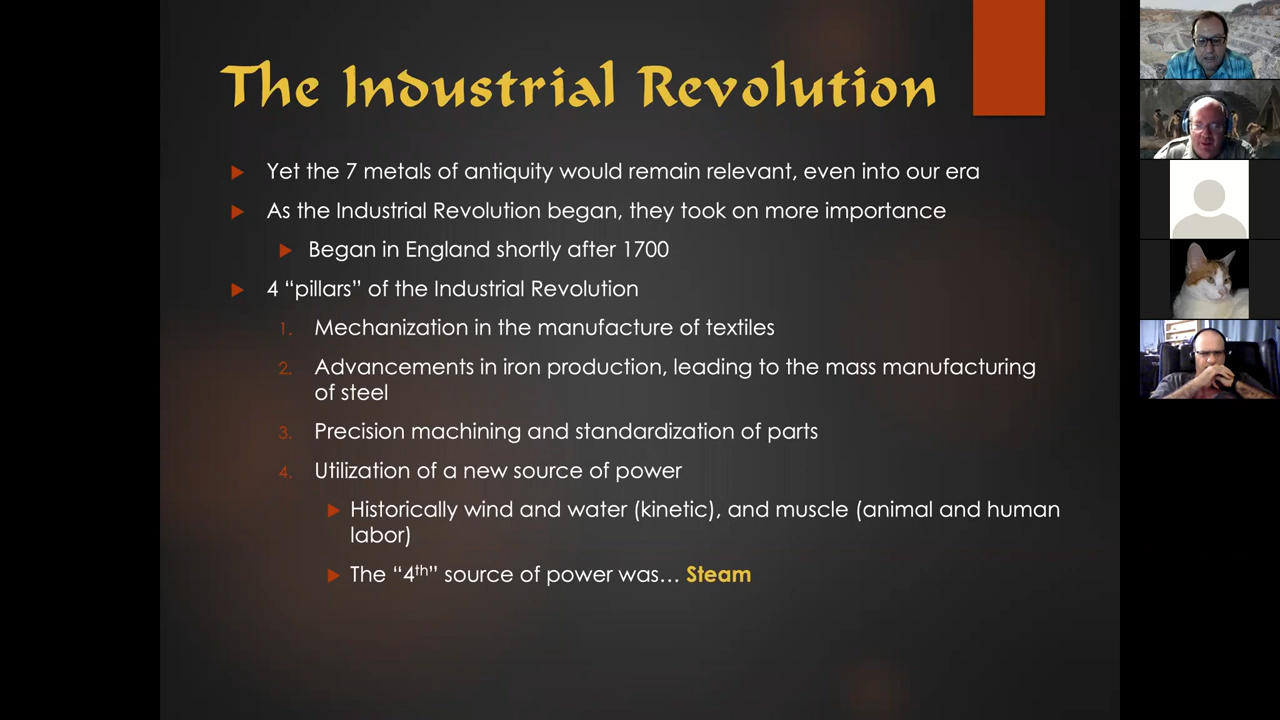 The Industrial Revolution
Yet the 7 metals of antiquity would remain relevant, even into our era
As the Industrial Revolution began, they took on more importance
Began in England shortly after 1700
4 “pillars” of the Industrial Revolution
1. Mechanization in the manufacture of textiles
2. Advancements in iron production, leading to the mass manufacturing
of steel
3. Precision machining and standardization of parts
4. Utilization of a new source of power
Historically wind and water (kinetic), and muscle (animal and human
labor)
The “4th” source of power was… Steam